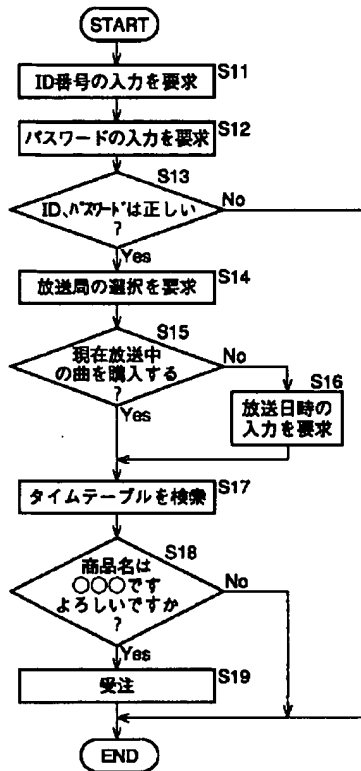 START
ID番号の入力を要求
S11
パスワードの入力を要求
S12
S13
ID、パスワードは正しい
?
No
Yes
放送局の選択を要求
S14
S15
現在放送中
の曲を購入する
?
No
Yes
S16
放送日時の
入力を要求
タイムテーブルを検索
S17
S18
商品名は
○○○です
よろしいですか
?
No
Yes
受注
S19
END